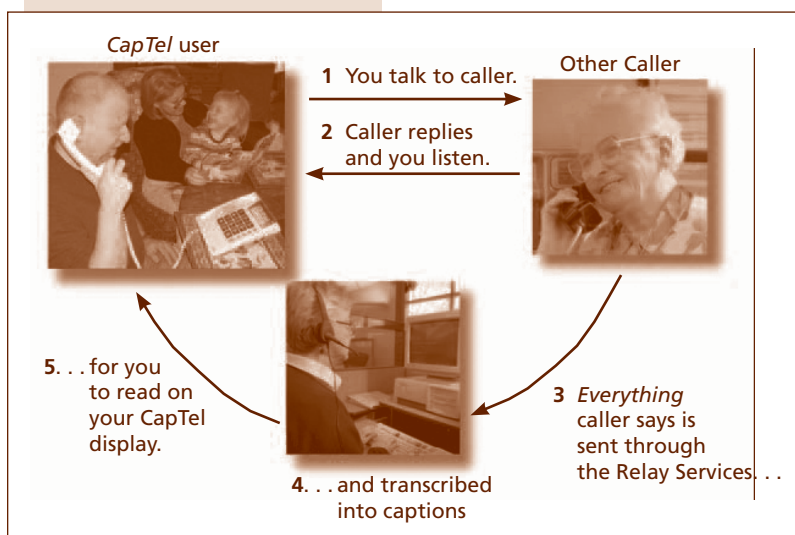 CapTel user
1 You talk to caller.
Other Caller
2 Caller replies
and you listen.
3 Everything
caller says is
sent through
the Relay Services. . .
4. . . and transcribed
into captions
5. . . for you
to read on
your CapTel
display.